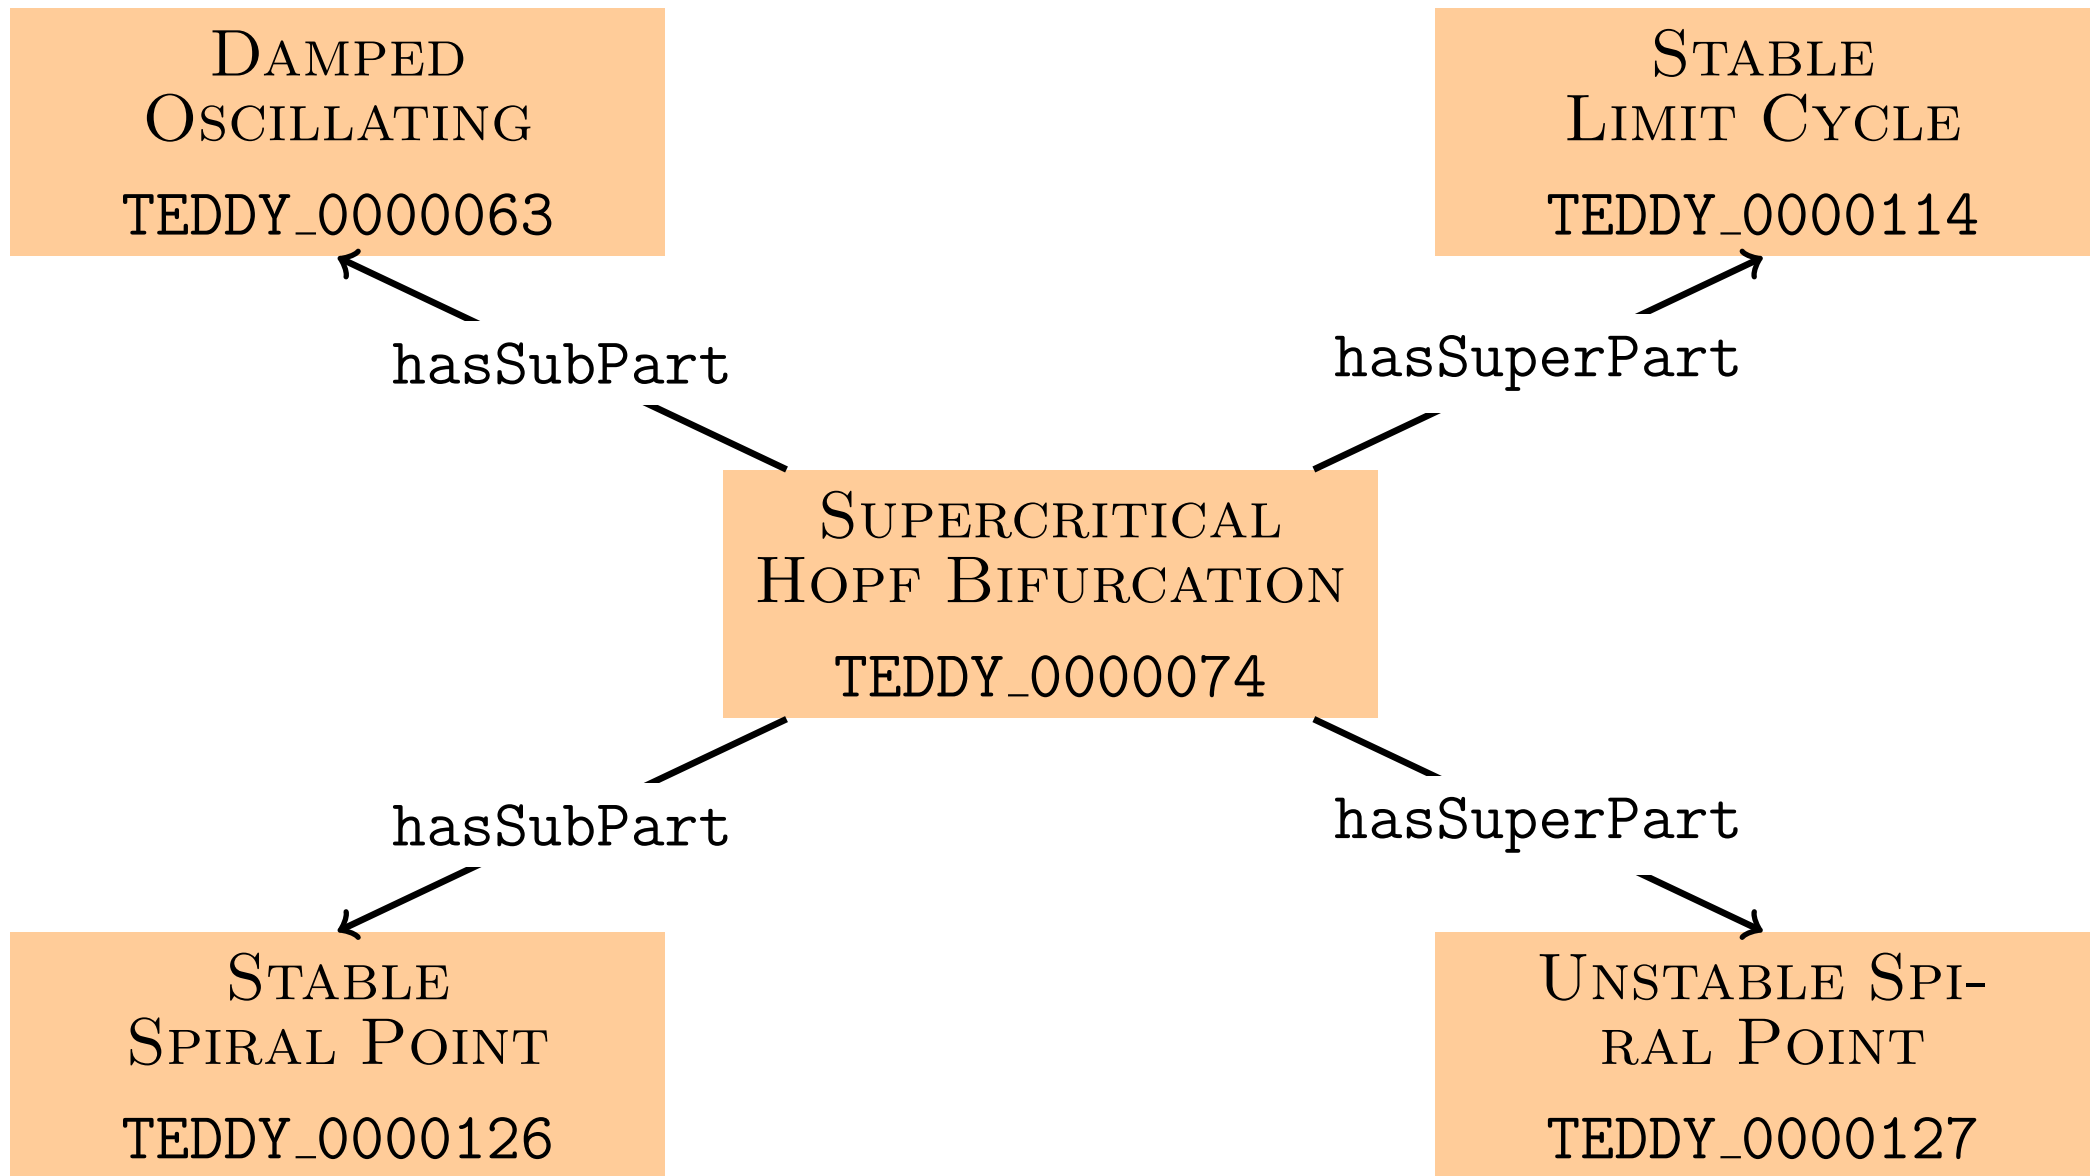 Damped
Oscillating
TEDDY_0000063
Stable
Limit Cycle
TEDDY_0000114
hasSubPart
hasSuperPart
Supercritical
Hopf Bifurcation
TEDDY_0000074
hasSubPart
hasSuperPart
Stable
Spiral Point
TEDDY_0000126
Unstable Spi-
ral Point
TEDDY_0000127